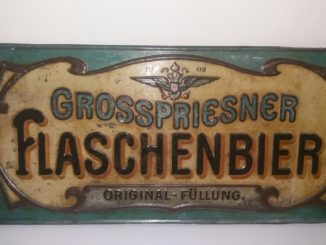 GROSSPRIESNER
FLASCHENBIER
ORIGINAL-FÜLLUNG